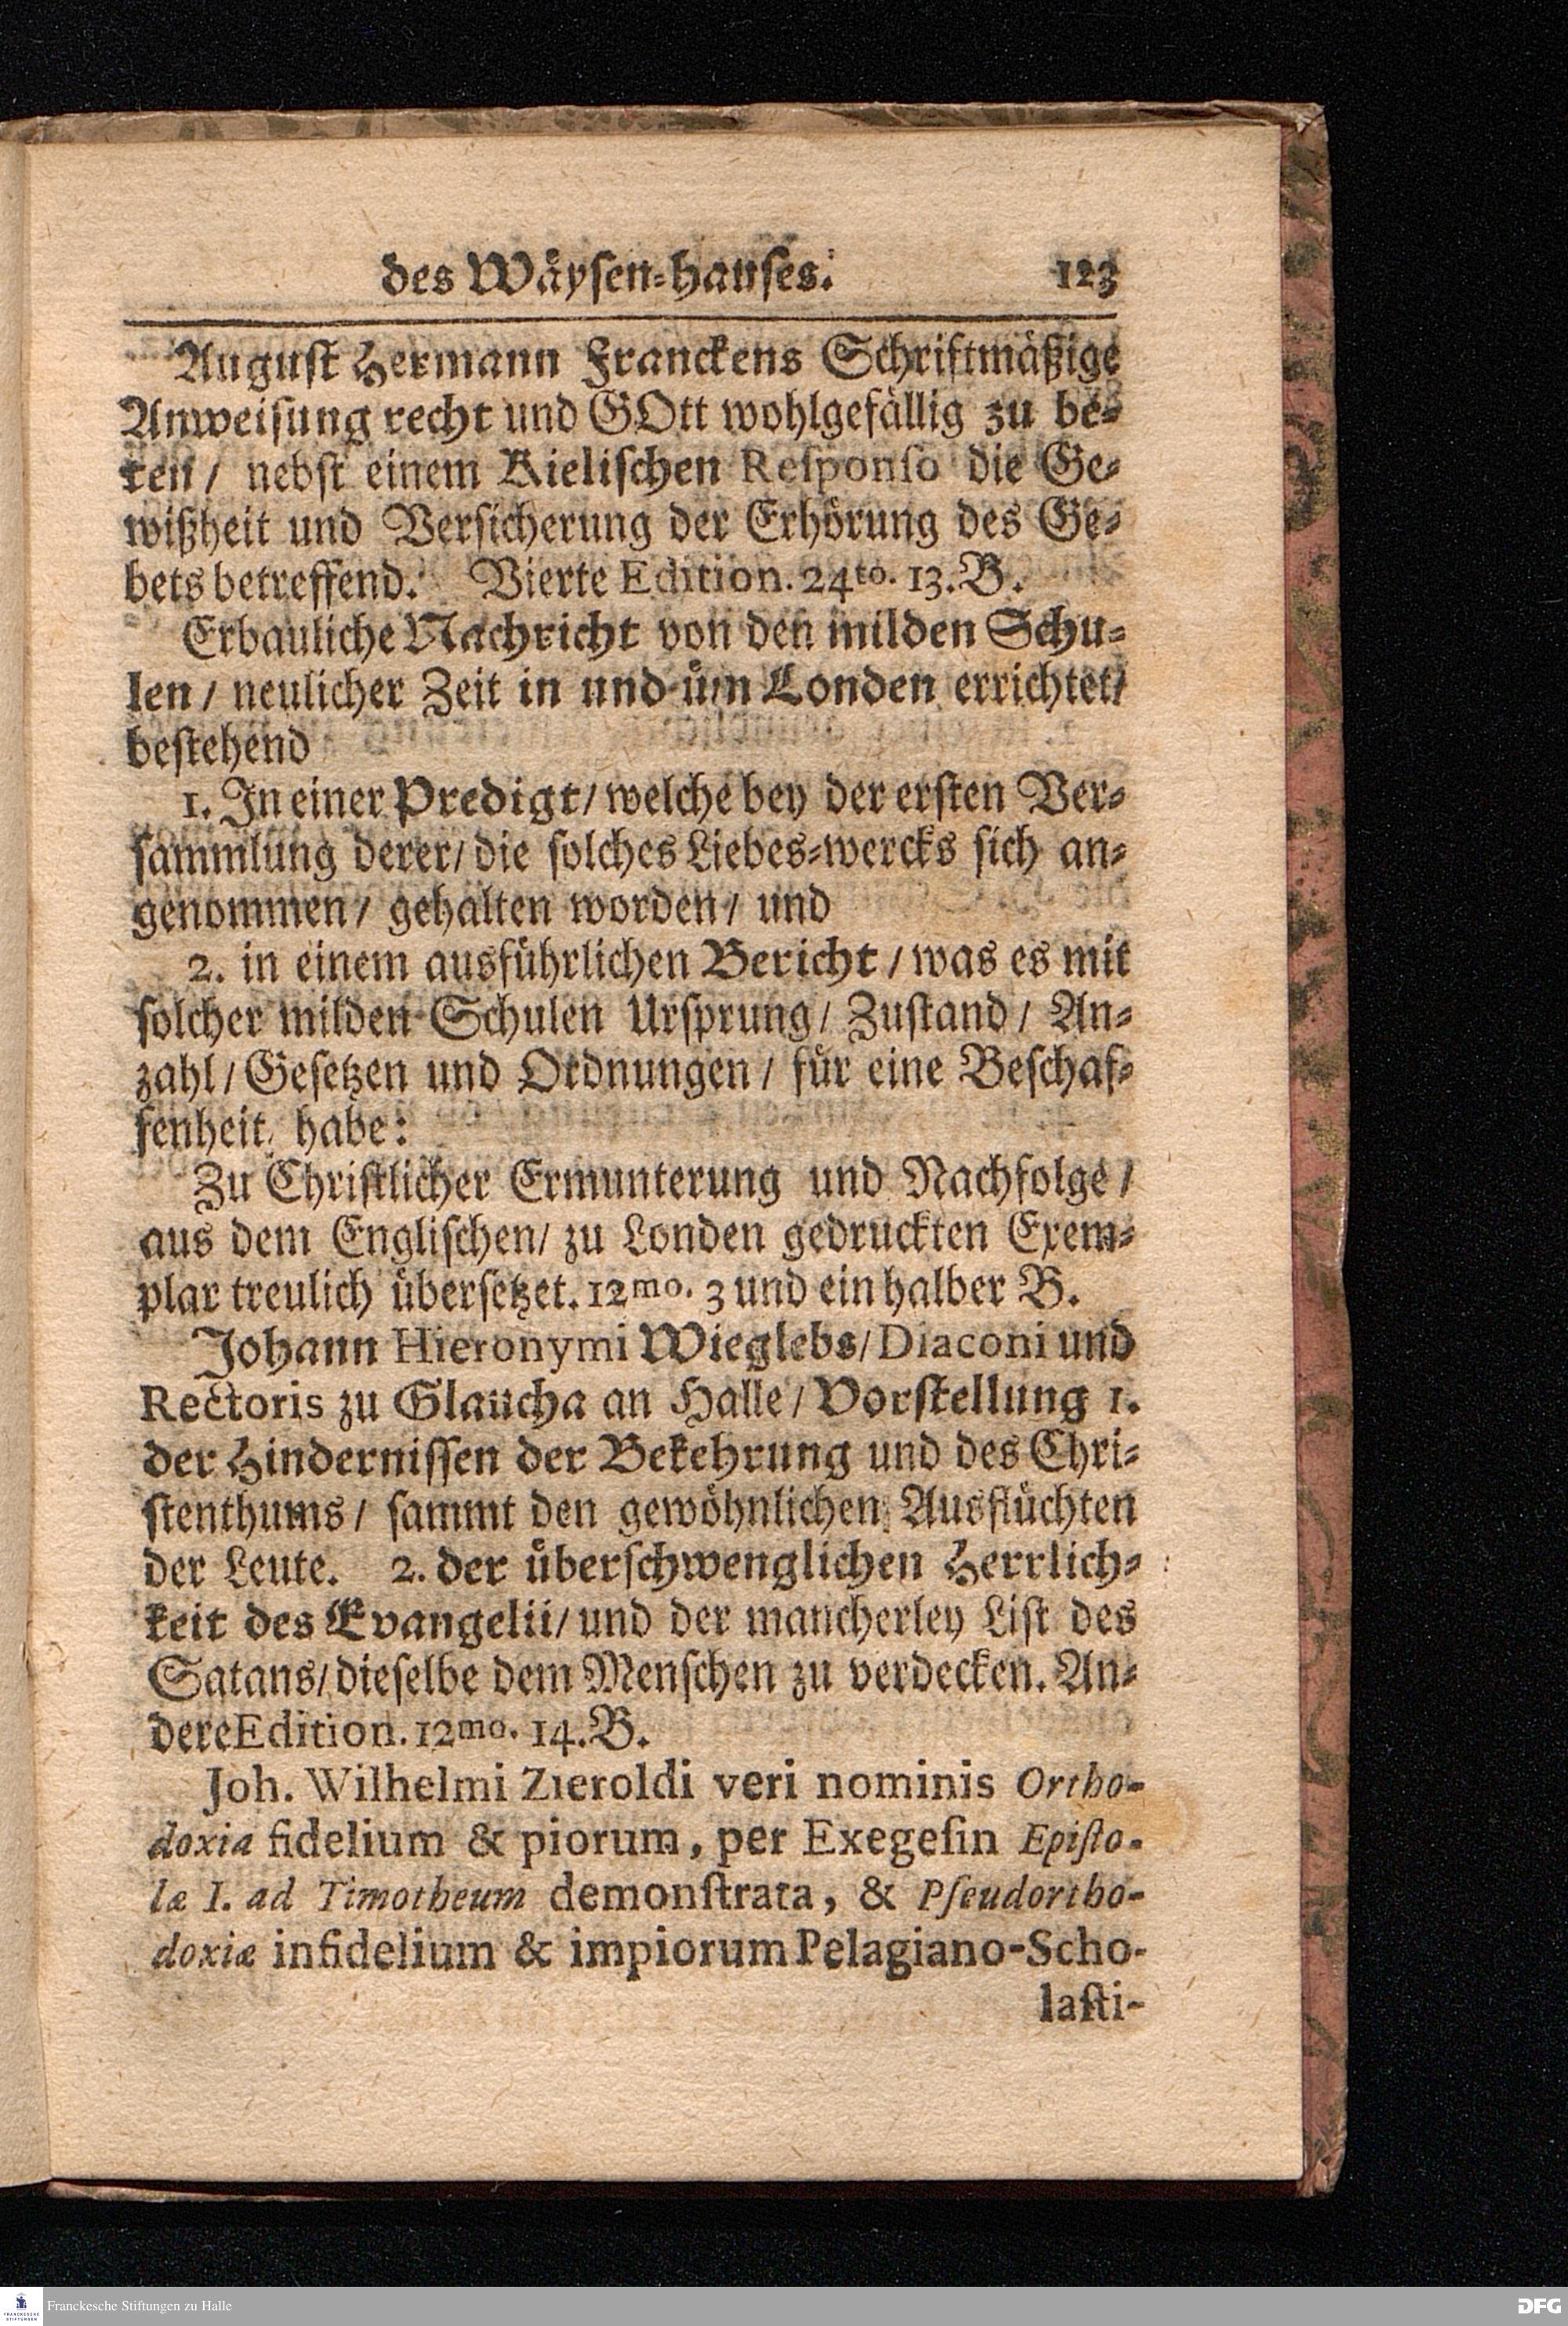 des Wäysen-hauses. 123
August Hermann Franckens Schriftmäßige
Anweisung recht und GOtt wohlgefällig zu be-
ten / nebst einem Kielischen Responso die Ge-
wißheit und Versicherung der Erhörung des Ge-
bets betreffend. Vierte Edition. 24to. 13. B.
Erbauliche Nachricht von den milden Schu-
len / neulicher Zeit in und üm Londen errichtet/
bestehend
1. In einer Predigt / welche bey der ersten Ver-
sammlung derer / die solches Liebes-wercks sich an-
genommen / gehalten worden / und
2. in einem ausführlichen Bericht / was es mit
solcher milden Schulen Ursprung / Zustand / An-
zahl / Gesetzen und Ordnungen / für eine Beschaf-
fenheit habe:
Zu Christlicher Ermunterung und Nachfolge /
aus dem Englischen / zu Londen gedruckten Exem-
plar treulich übersetzet. 12mo. 3 und ein halber B.
Johann Hieronymi Wieglebs / Diaconi und
Rectoris zu Glaucha an Halle / Vorstellung 1.
der Hindernissen der Bekehrung und des Chri-
stenthums / sammt den gewöhnlichen Ausflüchten
der Leute. 2. der überschwenglichen Herrlich-
keit des Evangelii / und der mancherley List des
Satans / dieselbe dem Menschen zu verdecken. An-
dere Edition. 12mo. 14. B.
Joh. Wilhelmi Zieroldi veri nominis Ortho-
doxia fidelium & piorum, per Exegesin Episto-
læ I. ad Timotheum demonstrata, & Pseudortho-
doxiæ infidelium & impiorum Pelagiano-Scho-
lasti-
Franckesche Stiftungen zu Halle
DFG